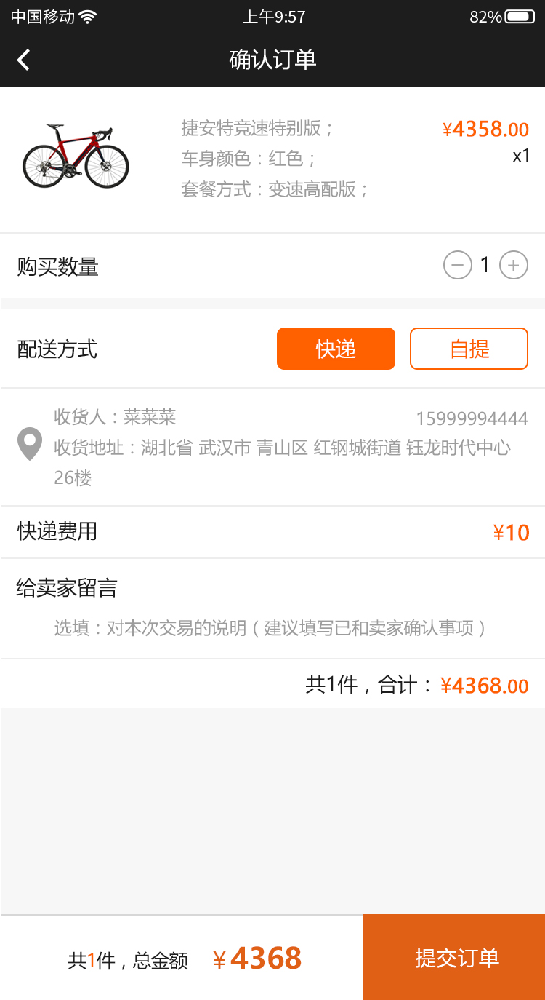 中国移动 上午9:57 82%
确认订单
捷安特竞速特别版； ¥4358.00
车身颜色：红色； x1
套餐方式：变速高配版；
购买数量 1
配送方式 快递 自提
收货人：菜菜菜 15999994444
收货地址：湖北省 武汉市 青山区 红钢城街道 钰龙时代中心
26楼
快递费用 ¥10
给卖家留言
选填：对本次交易的说明（建议填写已和卖家确认事项）
共1件，合计：¥4368.00
共1件，总金额 ¥4368 提交订单